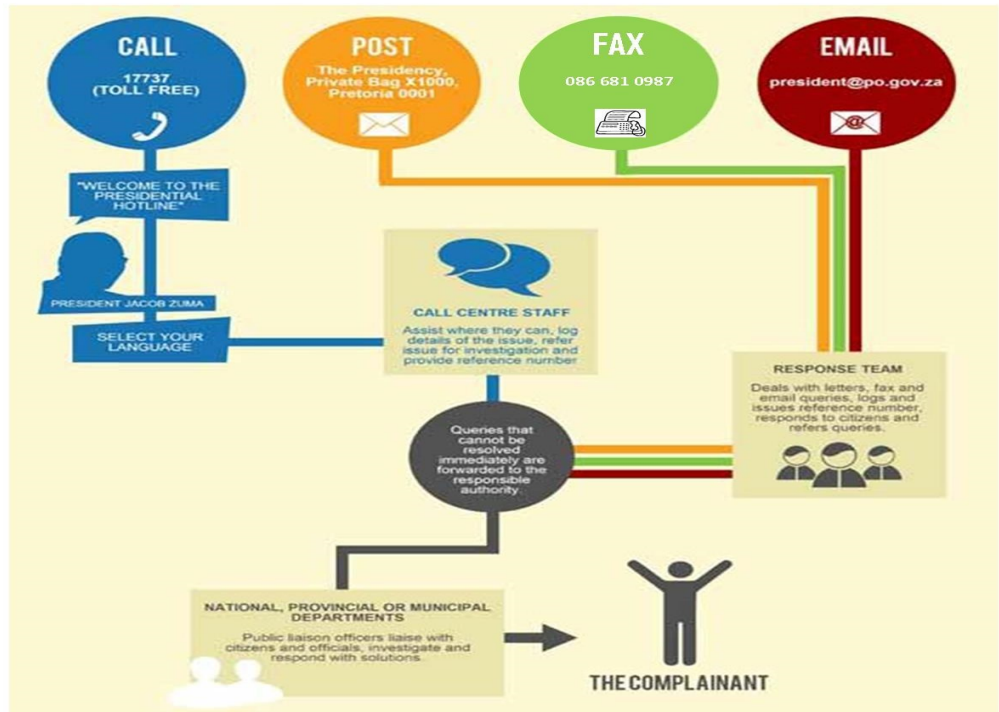 CALL
17737
(TOLL FREE)
POST
The Presidency,
Private Bag X1000,
Pretoria 0001
FAX
086 681 0987
EMAIL
president@po.gov.za
"WELCOME TO THE
PRESIDENTIAL
HOTLINE"
PRESIDENT JACOB ZUMA
SELECT YOUR
LANGUAGE
CALL CENTRE STAFF
Assist where they can, log
details of the issue, refer
issue for investigation and
provide reference number
RESPONSE TEAM
Deals with letters, fax and
email queries, logs and
issues reference number,
responds to citizens and
refers queries.
Queries that
cannot be
resolved
immediately are
forwarded to the
responsible
authority.
NATIONAL, PROVINCIAL OR MUNICIPAL
DEPARTMENTS
Public liaison officers liaise with
citizens and officials, investigate and
respond with solutions.
THE COMPLAINANT